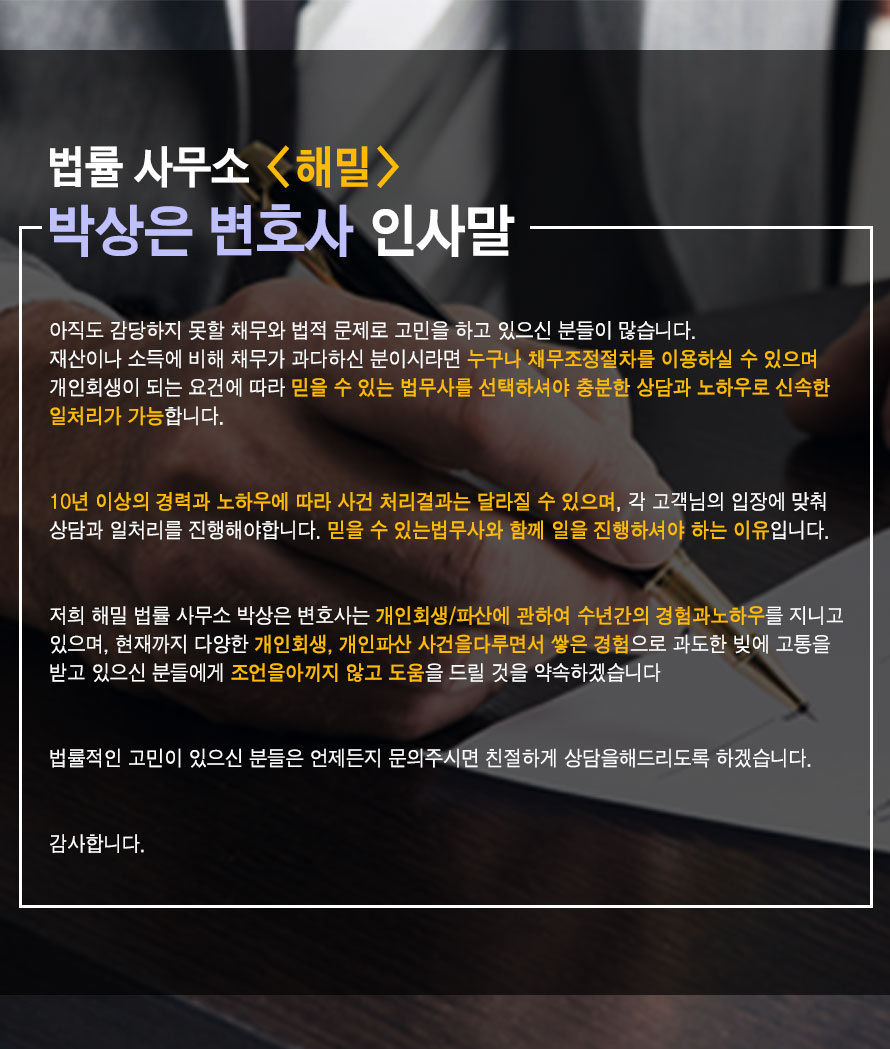 법률 사무소 <해밀>
박상은 변호사 인사말
아직도 감당하지 못할 채무와 법적 문제로 고민을 하고 있으신 분들이 많습니다.
재산이나 소득에 비해 채무가 과다하신 분이시라면 누구나 채무조정절차를 이용하실 수 있으며
개인회생이 되는 요건에 따라 믿을 수 있는 법무사를 선택하셔야 충분한 상담과 노하우로 신속한
일처리가 가능합니다.
10년 이상의 경력과 노하우에 따라 사건 처리결과는 달라질 수 있으며, 각 고객님의 입장에 맞춰
상담과 일처리를 진행해야합니다. 믿을 수 있는법무사와 함께 일을 진행하셔야 하는 이유입니다.
저희 해밀 법률 사무소 박상은 변호사는 개인회생/파산에 관하여 수년간의 경험과노하우를 지니고
있으며, 현재까지 다양한 개인회생, 개인파산 사건을다루면서 쌓은 경험으로 과도한 빚에 고통을
받고 있으신 분들에게 조언을아끼지 않고 도움을 드릴 것을 약속하겠습니다
법률적인 고민이 있으신 분들은 언제든지 문의주시면 친절하게 상담을해드리도록 하겠습니다.
감사합니다.